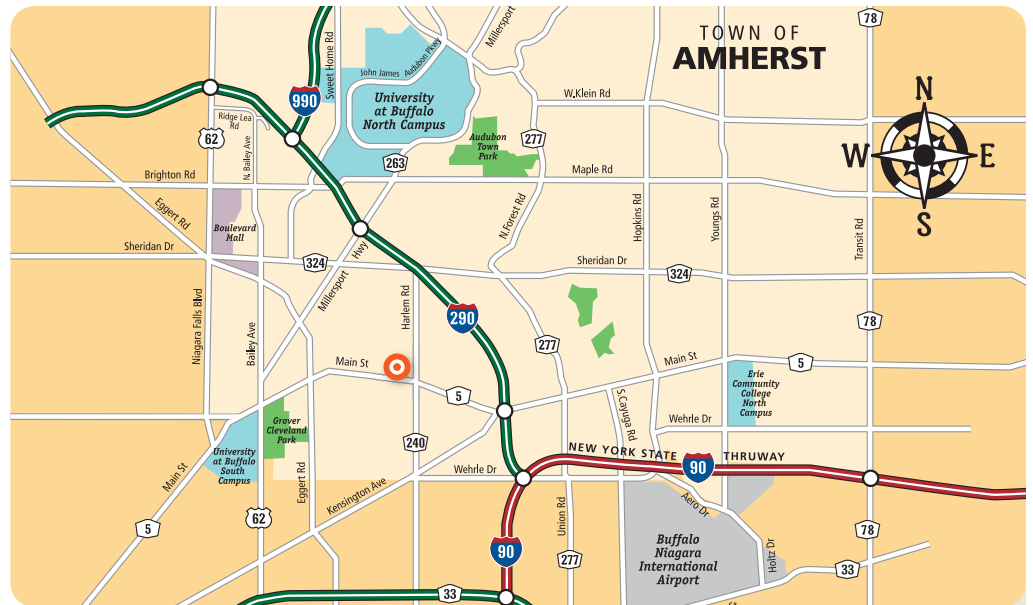 TOWN OF
AMHERST
78
Millersport
Sweet Home Rd
John James
Audubon Pkwy
990
University
at Buffalo
North Campus
W.Klein Rd
N
W
E
S
Ridge Lea
Rd
62
N. Bailey Ave
263
Audubon
Town
Park
277
Brighton Rd
Maple Rd
Eggert Rd
Boulevard
Mall
N.Forest Rd
Hopkins Rd
Youngs Rd
Transit Rd
Sheridan Dr
324
Hwy
Millersport
Sheridan Dr
324
Harlem Rd
290
Niagara Falls Blvd
Bailey Ave
78
277
Main St
Main St
5
5
Erie
Community
College
North
Campus
S.Cayuga Rd
Grover
Cleveland
Park
Wehrle Dr
240
University
at Buffalo
South
Campus
Main St
Eggert Rd
Kensington Ave
Wehrle Dr
NEW YORK STATE
90
THRUWAY
Aero Dr
5
62
Union Rd
78
90
277
Buffalo
Niagara
International
Airport
Holtz Dr
33
33